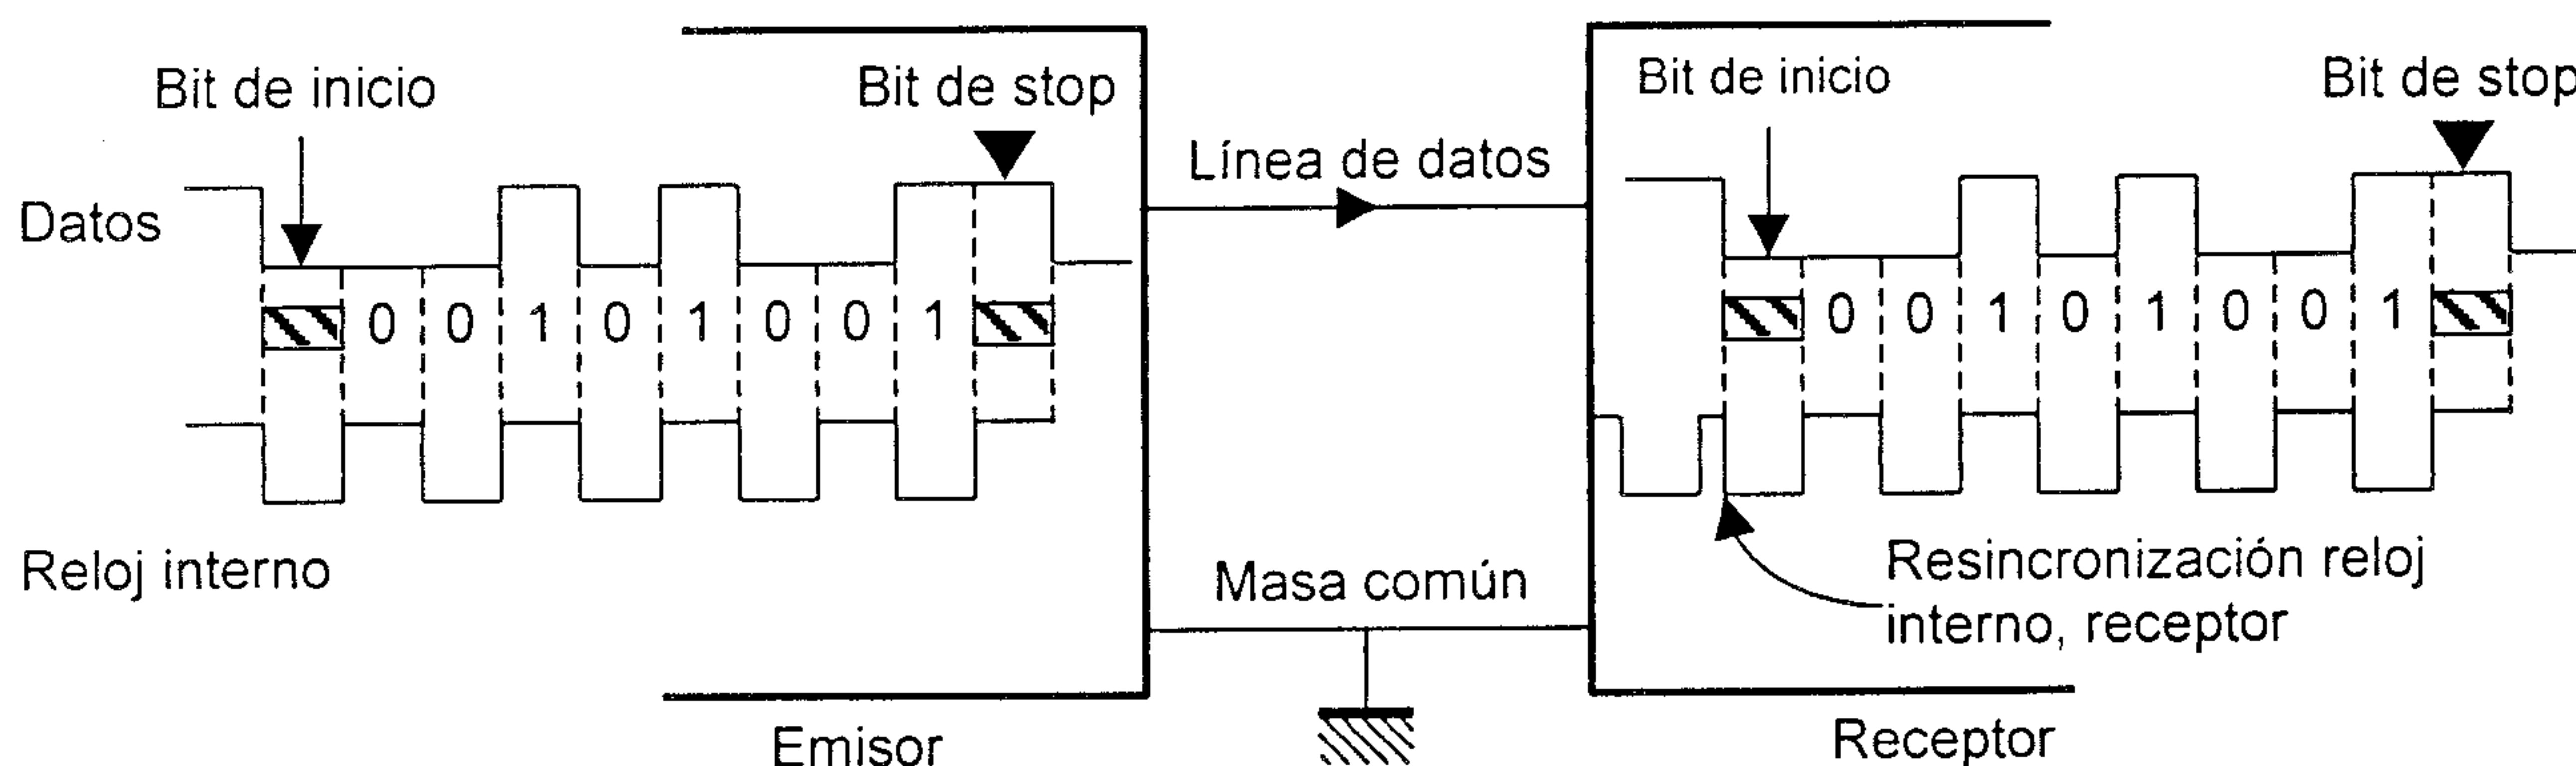 Bit de inicio
Bit de stop
Línea de datos
Bit de inicio
Bit de stop
Datos
0 0 1 0 1 0 0 1
0 0 1 0 1 0 0 1
Reloj interno
Masa común
Resincronización reloj
interno, receptor
Emisor
Receptor